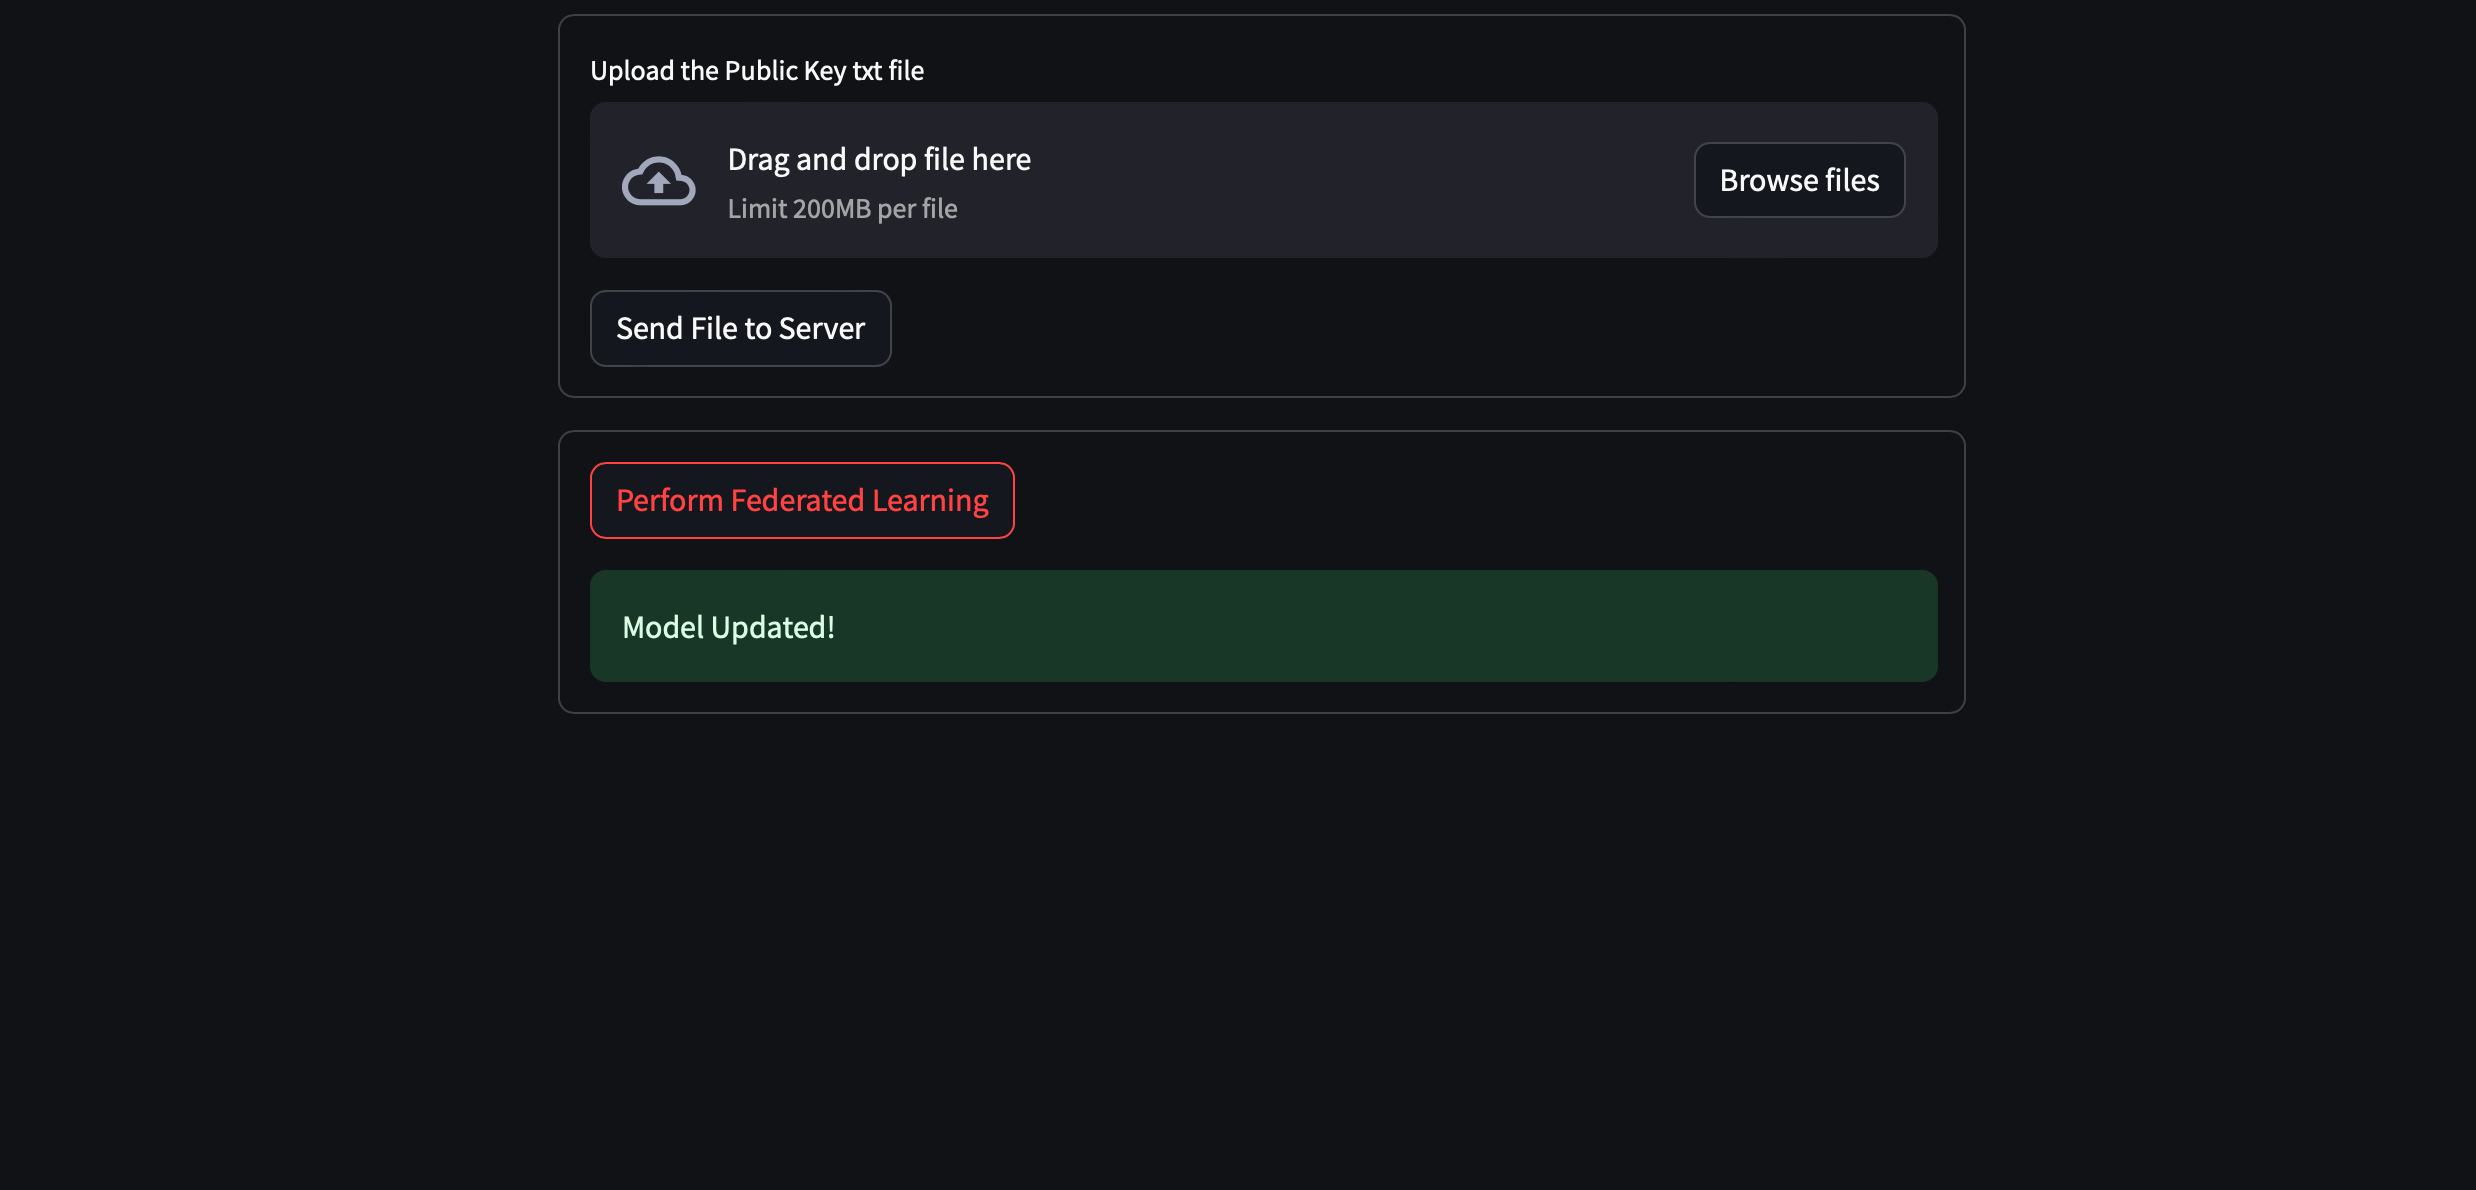 Upload the Public Key txt file
Drag and drop file here
Limit 200MB per file
Browse files
Send File to Server
Perform Federated Learning
Model Updated!